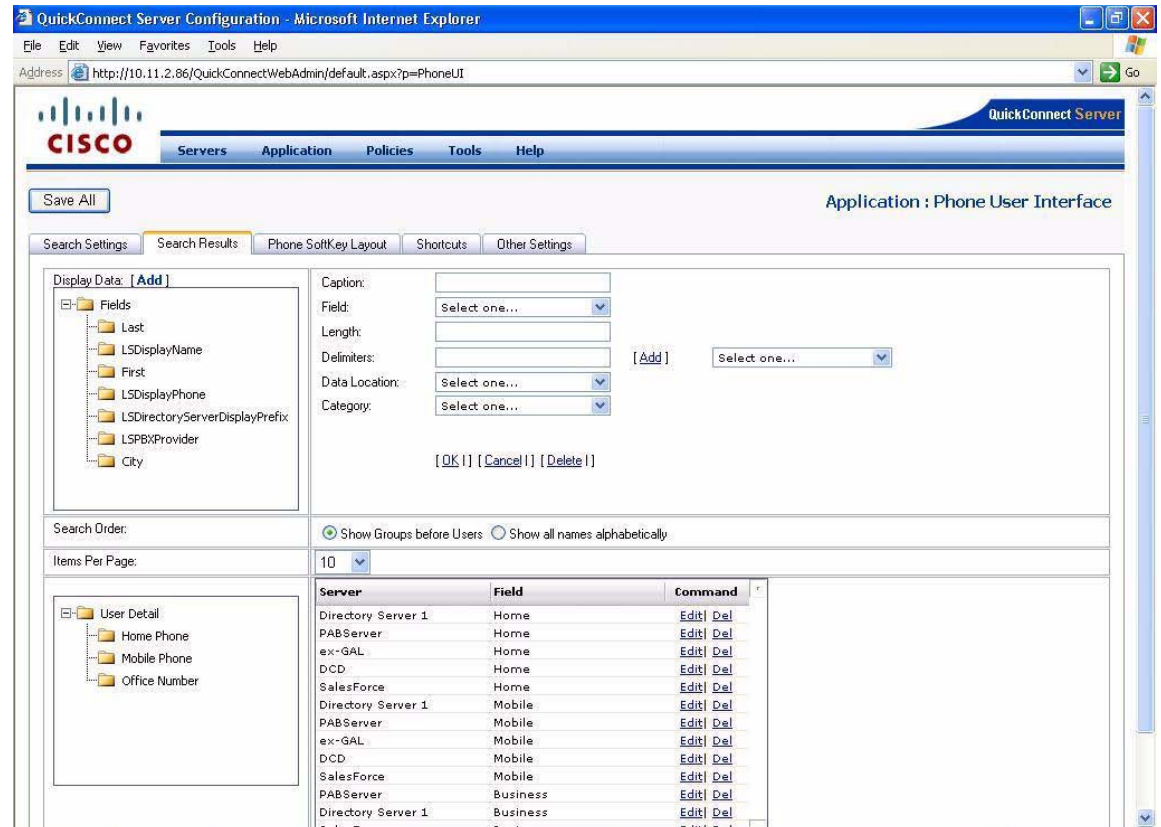 QuickConnect Server Configuration - Microsoft Internet Explorer
File Edit View Favorites Tools Help
Address http://10.11.2.86/QuickConnectWebAdmin/default.aspx?p=PhoneUI Go
QuickConnect Server
CISCO
Servers Application Policies Tools Help
Save All
Application : Phone User Interface
Search Settings Search Results Phone SoftKey Layout Shortcuts Other Settings
Display Data: [ Add ]
Fields
Last
LSDisplayName
First
LSDisplayPhone
LSDirectoryServerDisplayPrefix
LSPBXProvider
City
Caption:
Field: Select one...
Length:
Delimiters: [ Add ] Select one...
Data Location: Select one...
Category: Select one...
[ OK | ] [ Cancel | ] [ Delete | ]
Search Order: Show Groups before Users Show all names alphabetically
Items Per Page: 10
User Detail
Home Phone
Mobile Phone
Office Number
Server Field Command
Directory Server 1 Home Edit| Del
PABServer Home Edit| Del
ex-GAL Home Edit| Del
DCD Home Edit| Del
SalesForce Home Edit| Del
Directory Server 1 Mobile Edit| Del
PABServer Mobile Edit| Del
ex-GAL Mobile Edit| Del
DCD Mobile Edit| Del
SalesForce Mobile Edit| Del
PABServer Business Edit| Del
Directory Server 1 Business Edit| Del